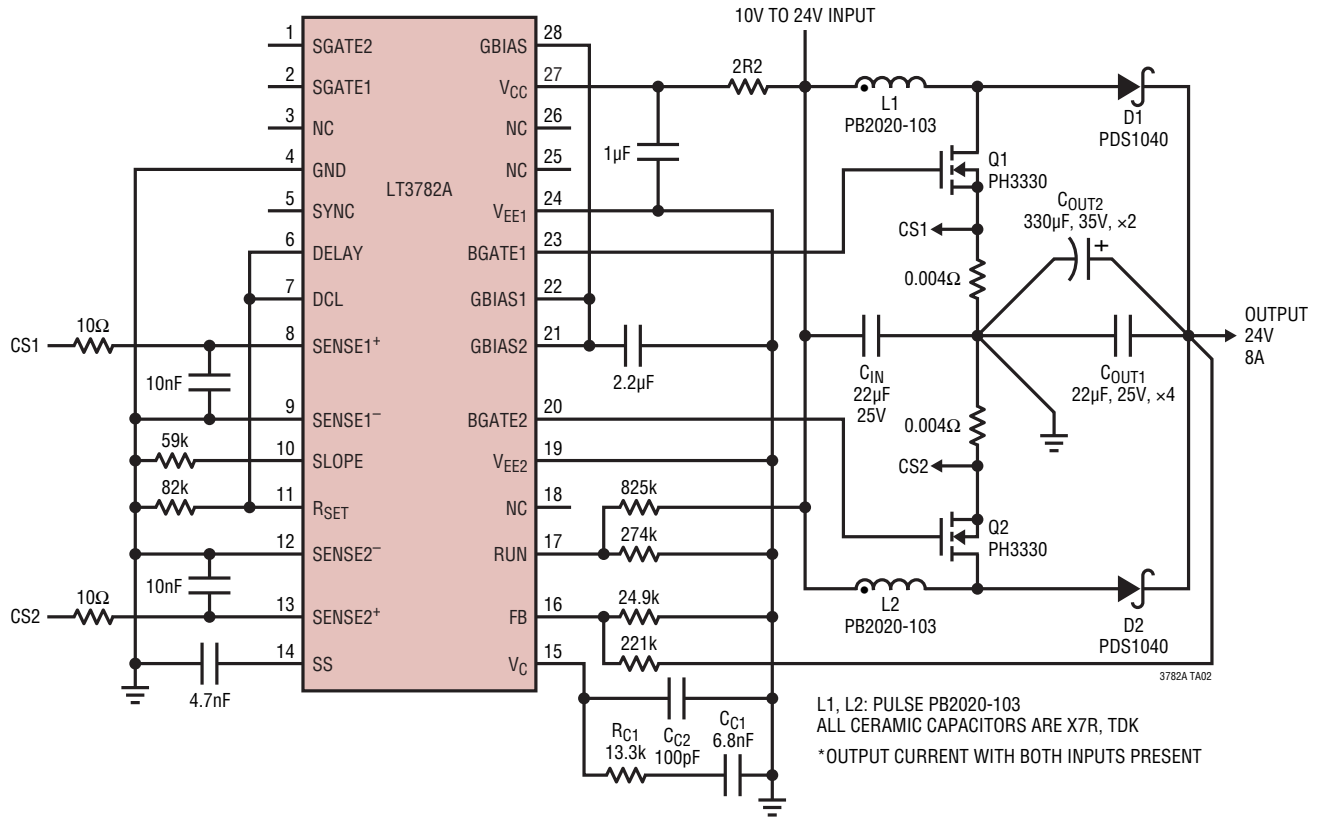 10V TO 24V INPUT
1
SGATE2
GBIAS
28
2
SGATE1
VCC
27
2R2
L1
PB2020-103
D1
PDS1040
3
NC
NC
26
1µF
4
GND
NC
25
LT3782A
Q1
PH3330
5
SYNC
VEE1
24
COUT2
330µF, 35V, ×2
+
CS1
6
DELAY
BGATE1
23
0.004Ω
7
DCL
GBIAS1
22
OUTPUT
24V
8A
CS1
10Ω
8
SENSE1+
GBIAS2
21
2.2µF
CIN
22µF
25V
COUT1
22µF, 25V, ×4
10nF
9
SENSE1–
BGATE2
20
0.004Ω
59k
10
SLOPE
VEE2
19
CS2
82k
11
RSET
NC
18
825k
12
SENSE2–
RUN
17
274k
Q2
PH3330
10nF
CS2
10Ω
13
SENSE2+
FB
16
24.9k
L2
PB2020-103
D2
PDS1040
221k
14
SS
VC
15
4.7nF
3782A TA02
RC1
13.3k
CC2
100pF
CC1
6.8nF
L1, L2: PULSE PB2020-103
ALL CERAMIC CAPACITORS ARE X7R, TDK
*OUTPUT CURRENT WITH BOTH INPUTS PRESENT